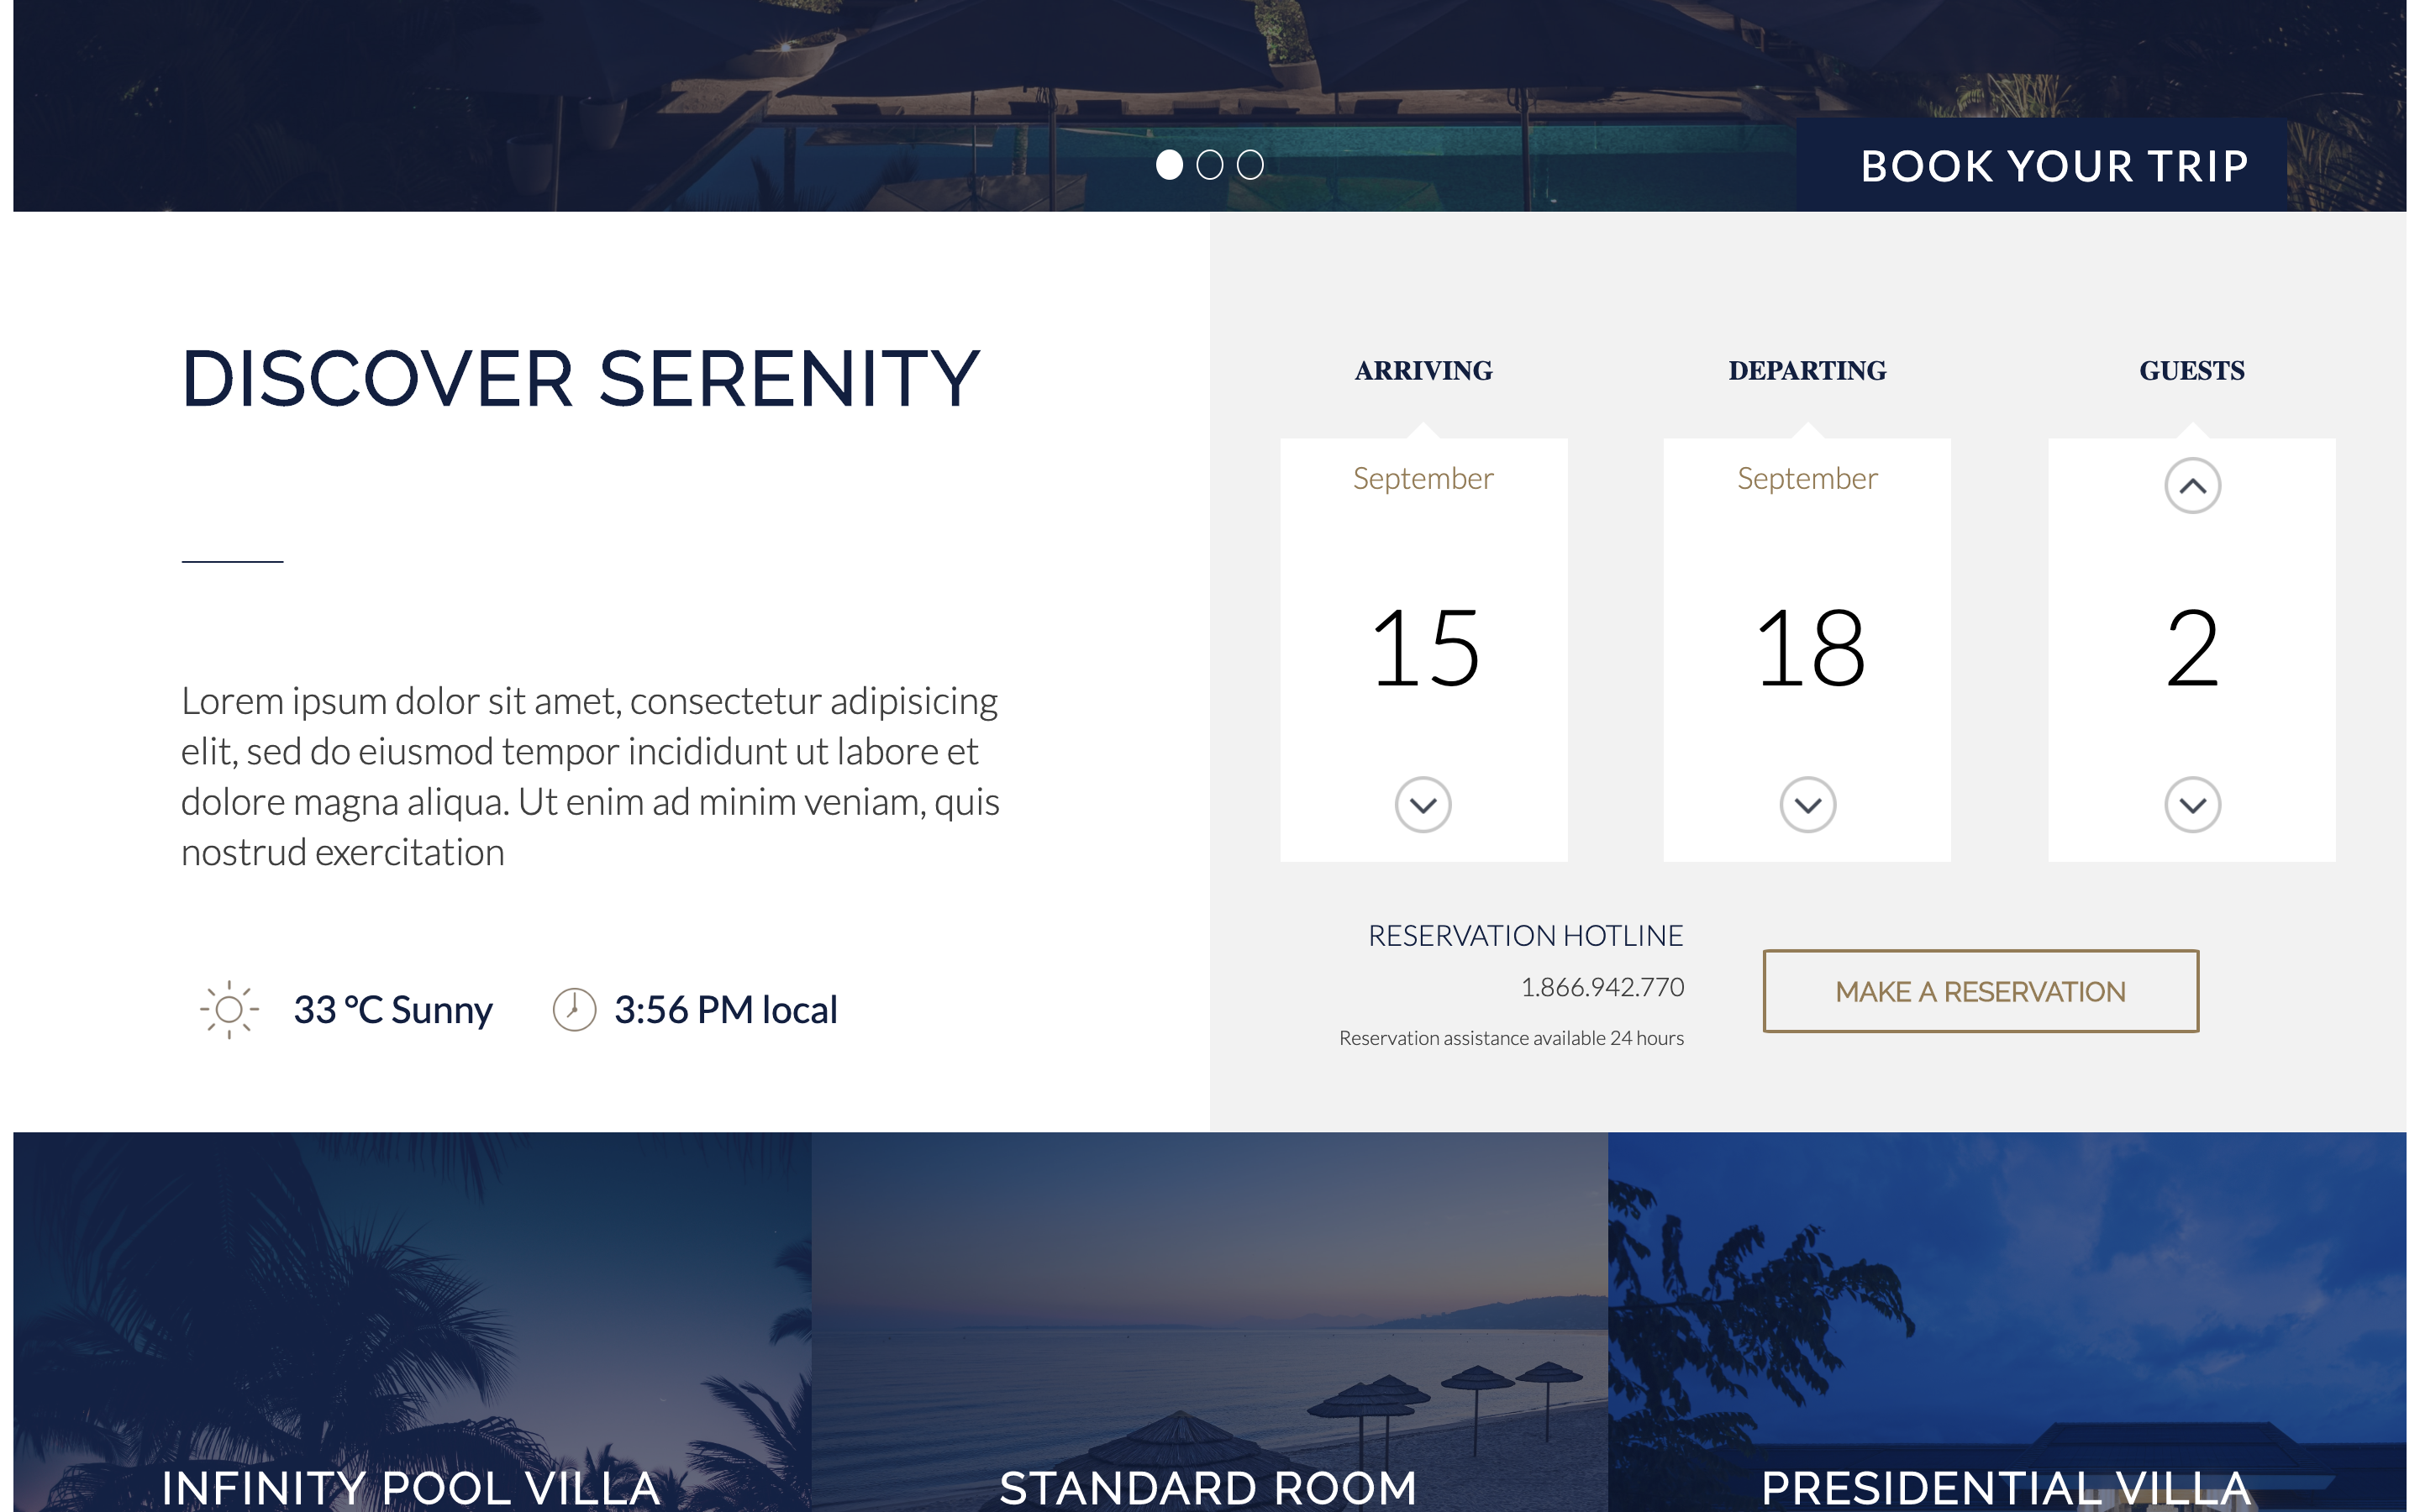 BOOK YOUR TRIP
DISCOVER SERENITY
Lorem ipsum dolor sit amet, consectetur adipisicing
elit, sed do eiusmod tempor incididunt ut labore et
dolore magna aliqua. Ut enim ad minim veniam, quis
nostrud exercitation
33 °C Sunny
3:56 PM local
ARRIVING
DEPARTING
GUESTS
September
September
15
18
2
RESERVATION HOTLINE
1.866.942.770
Reservation assistance available 24 hours
MAKE A RESERVATION
INFINITY POOL VILLA
STANDARD ROOM
PRESIDENTIAL VILLA